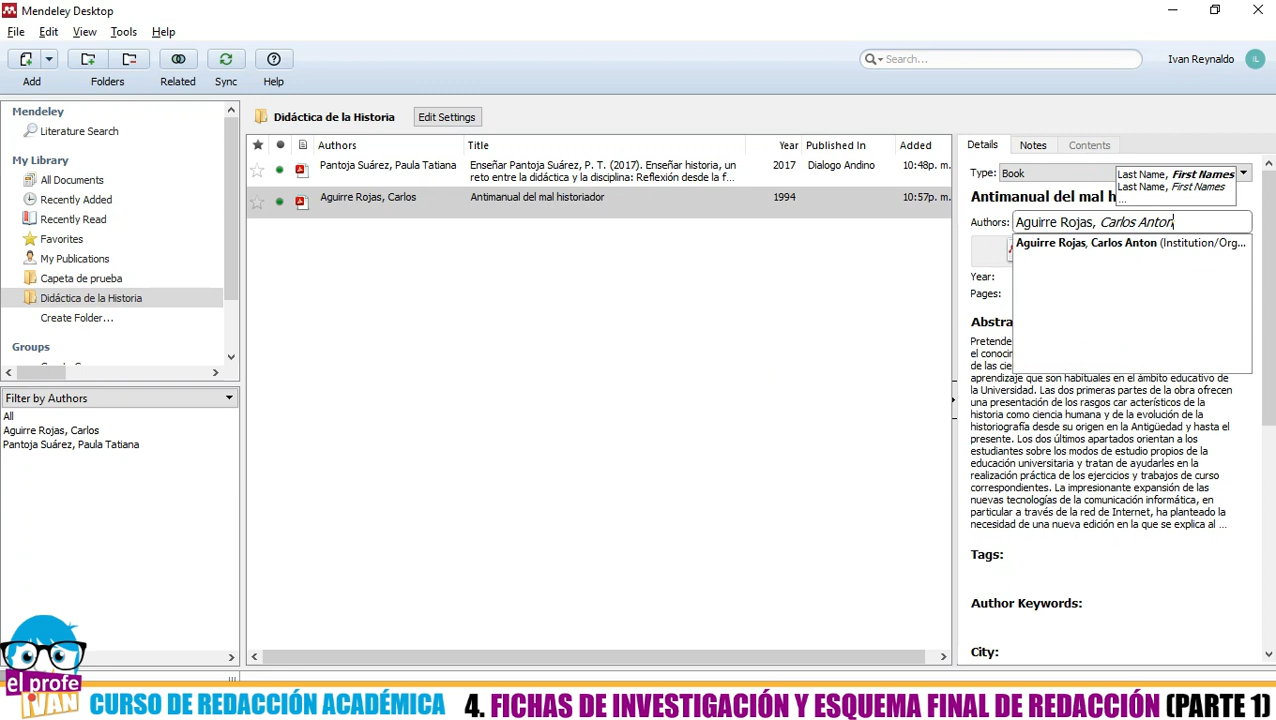 Mendeley Desktop
File Edit View Tools Help
Search...
Ivan Reynaldo IL
Add Folders Related Sync Help
Mendeley
Literature Search
My Library
All Documents
Recently Added
Recently Read
Favorites
My Publications
Capeta de prueba
Didáctica de la Historia
Create Folder...
Groups
Filter by Authors
All
Aguirre Rojas, Carlos
Pantoja Suárez, Paula Tatiana
Didáctica de la Historia Edit Settings
Authors Title Year Published In Added
Pantoja Suárez, Paula Tatiana Enseñar Pantoja Suárez, P. T. (2017). Enseñar historia, un 2017 Dialogo Andino 10:48p. m.
reto entre la didáctica y la disciplina: Reflexión desde la f...
Aguirre Rojas, Carlos Antimanual del mal historiador 1994 10:57p. m.
Details Notes Contents
Type: Book
Last Name, First Names
Last Name, First Names
...
Antimanual del mal h
Authors: Aguirre Rojas, Carlos Anton
Aguirre Rojas, Carlos Anton (Institution/Org...
Year:
Pages:
Abstra
Pretende
el conocin
de las cie
aprendizaje que son habituales en el ámbito educativo de
la Universidad. Las dos primeras partes de la obra ofrecen
una presentación de los rasgos car acterísticos de la
historia como ciencia humana y de la evolución de la
historiografía desde su origen en la Antigüedad y hasta el
presente. Los dos últimos apartados orientan a los
estudiantes sobre los modos de estudio propios de la
educación universitaria y tratan de ayudarles en la
realización práctica de los ejercicios y trabajos de curso
correspondientes. La impresionante expansión de las
nuevas tecnologías de la comunicación informática, en
particular a través de la red de Internet, ha planteado la
necesidad de una nueva edición en la que se explica al ...
Tags:
Author Keywords:
City:
el profe
IVAN
CURSO DE REDACCIÓN ACADÉMICA 4. FICHAS DE INVESTIGACIÓN Y ESQUEMA FINAL DE REDACCIÓN (PARTE 1)